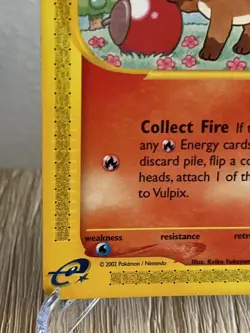 Collect Fire If
any Energy cards
discard pile, flip a co
heads, attach 1 of th
to Vulpix.
weakness resistance retr
Illus. Keiko Fukuyam
© 2002 Pokémon / Nintendo
e